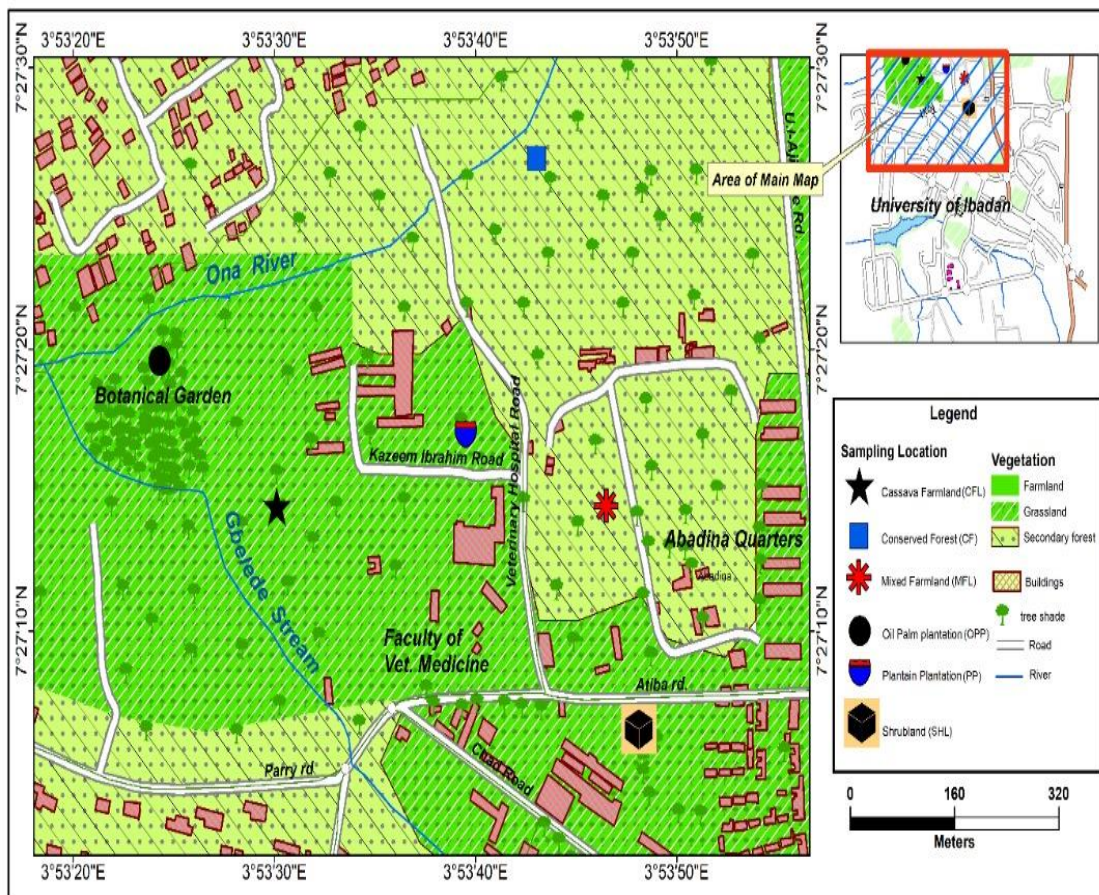 3°53'20"E
3°53'30"E
3°53'40"E
3°53'50"E
7°27'30"N
7°27'20"N
7°27'10"N
7°27'30"N
7°27'20"N
7°27'10"N
3°53'20"E
3°53'30"E
3°53'40"E
3°53'50"E
Ona River
Botanical Garden
Gbelede Stream
Kazeem Ibrahim Road
Veterinary Hospital Road
Abadina Quarters
Abadina
Faculty of
Vet. Medicine
Atiba rd.
Parry rd
Road
Rd
Area of Main Map
University of Ibadan
Legend
Sampling Location
Cassava Farmland (CFL)
Conserved Forest (CF)
Mixed Farmland (MFL)
Oil Palm plantation (OPP)
Plantain Plantation (PP)
Shrubland (SHL)
Vegetation
Farmland
Grassland
Secondary forest
Buildings
tree shade
Road
River
0
160
320
Meters